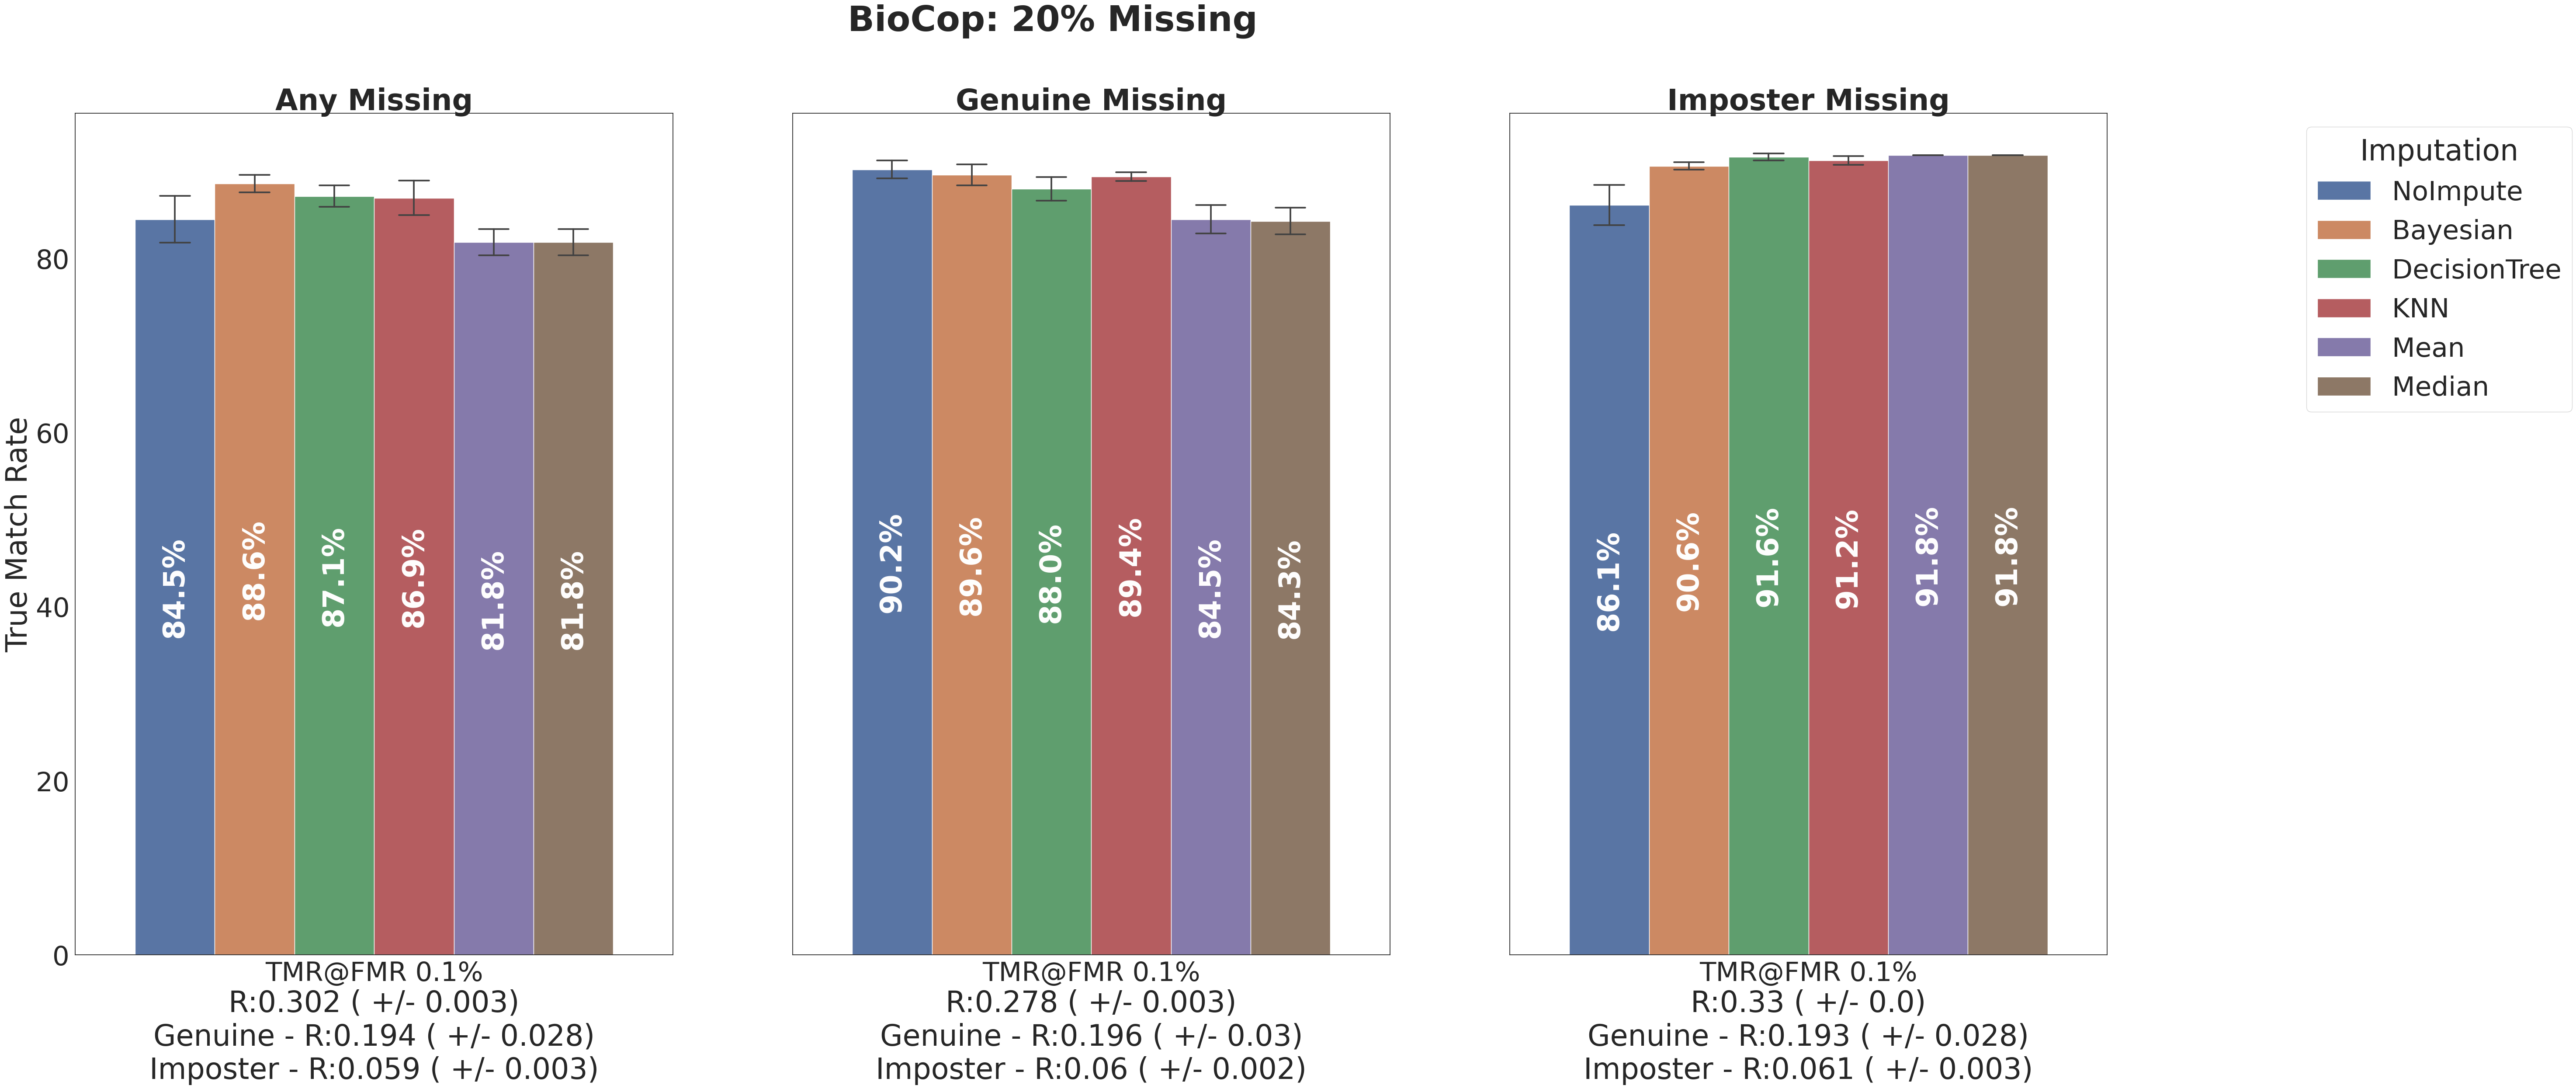 BioCop: 20% Missing
Any Missing
Genuine Missing
Imposter Missing
True Match Rate
80
60
40
20
0
84.5%
88.6%
87.1%
86.9%
81.8%
81.8%
90.2%
89.6%
88.0%
89.4%
84.5%
84.3%
86.1%
90.6%
91.6%
91.2%
91.8%
91.8%
TMR@FMR 0.1%
R:0.302 ( +/- 0.003)
Genuine - R:0.194 ( +/- 0.028)
Imposter - R:0.059 ( +/- 0.003)
TMR@FMR 0.1%
R:0.278 ( +/- 0.003)
Genuine - R:0.196 ( +/- 0.03)
Imposter - R:0.06 ( +/- 0.002)
TMR@FMR 0.1%
R:0.33 ( +/- 0.0)
Genuine - R:0.193 ( +/- 0.028)
Imposter - R:0.061 ( +/- 0.003)
Imputation
NoImpute
Bayesian
DecisionTree
KNN
Mean
Median